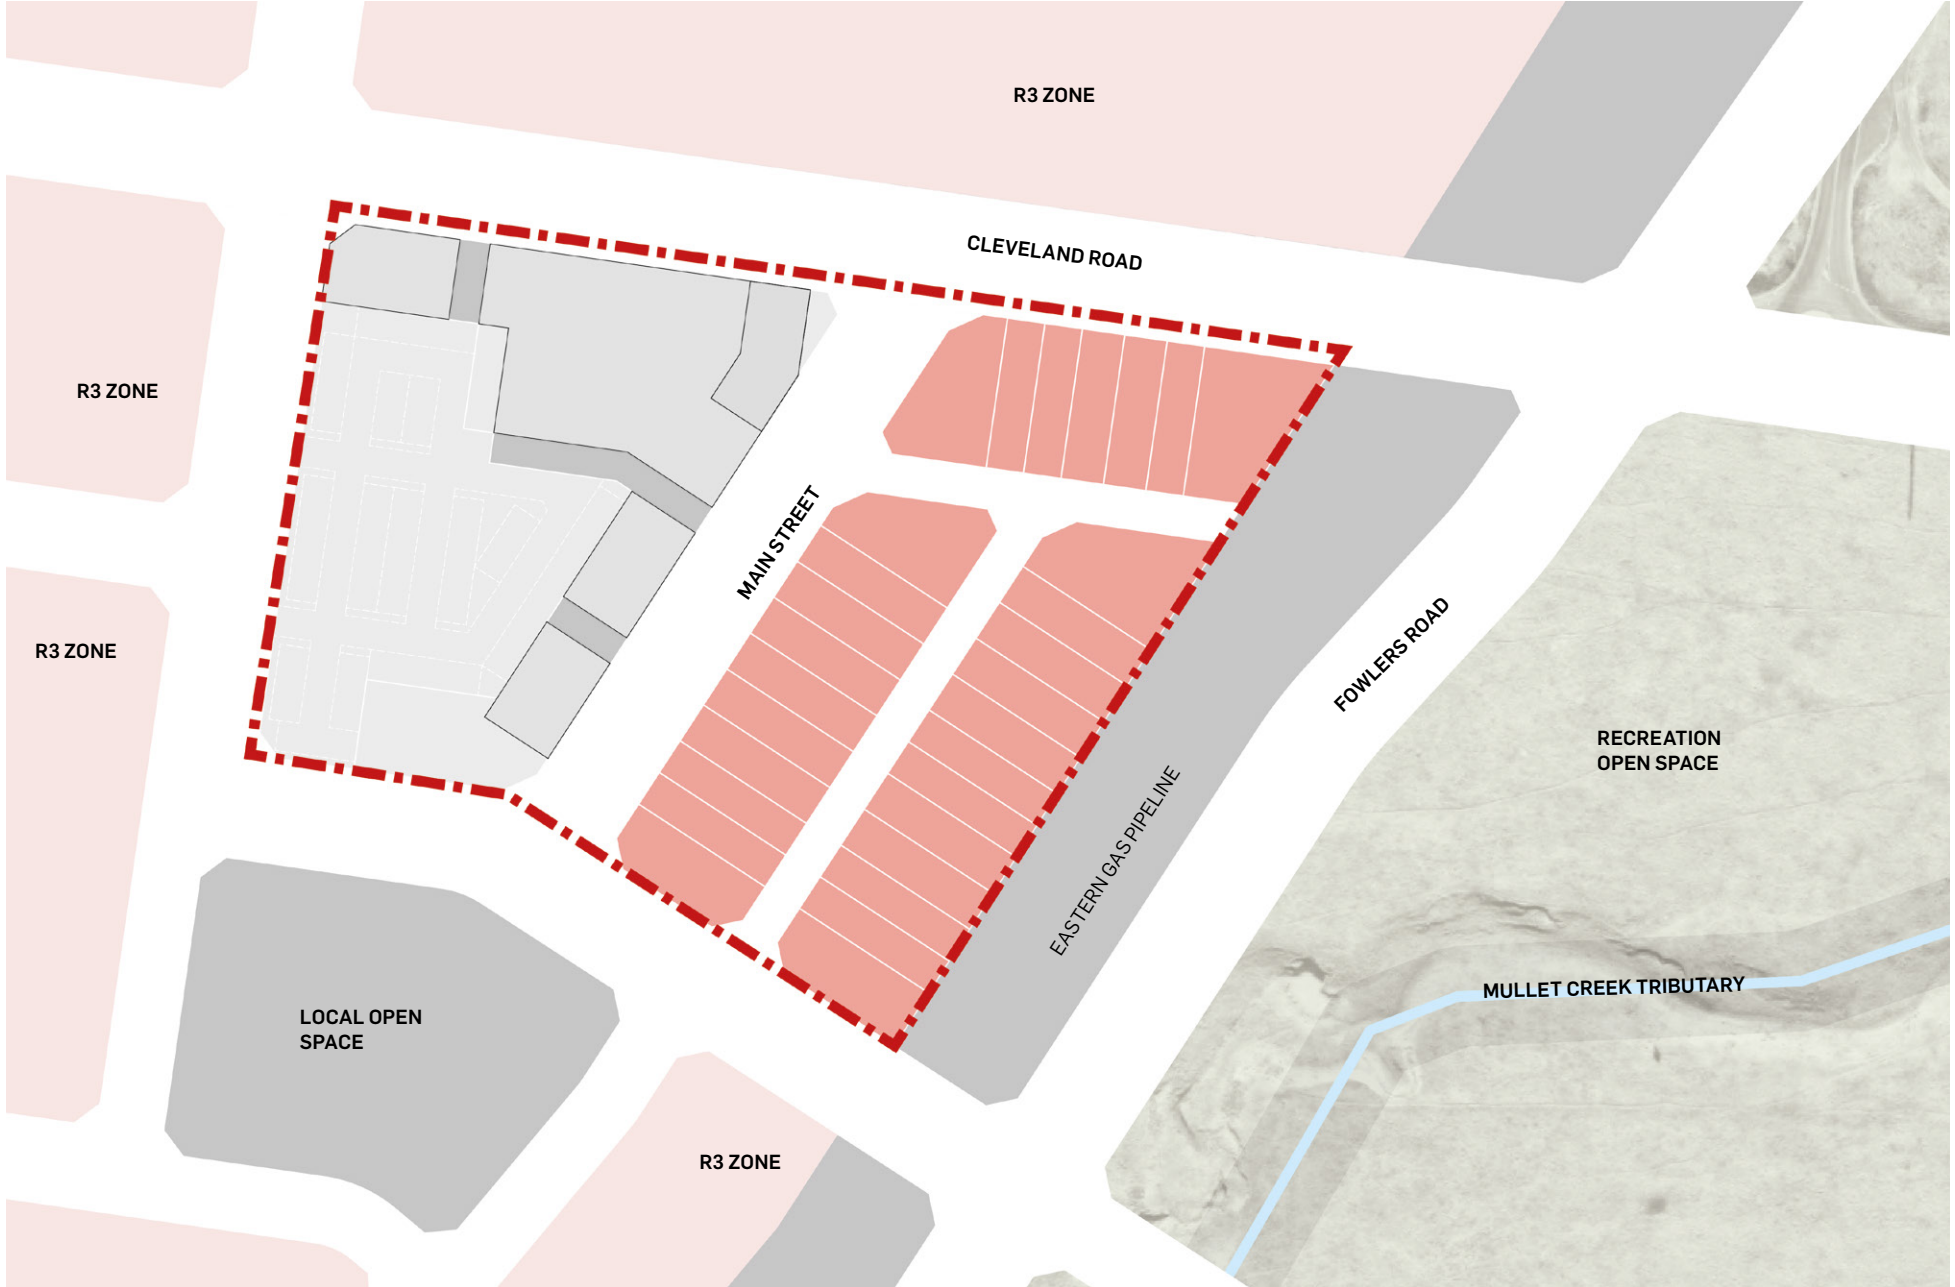 R3 ZONE
CLEVELAND ROAD
R3 ZONE
MAIN STREET
R3 ZONE
FOWLERS ROAD
RECREATION
OPEN SPACE
EASTERN GAS PIPELINE
MULLET CREEK TRIBUTARY
LOCAL OPEN
SPACE
R3 ZONE